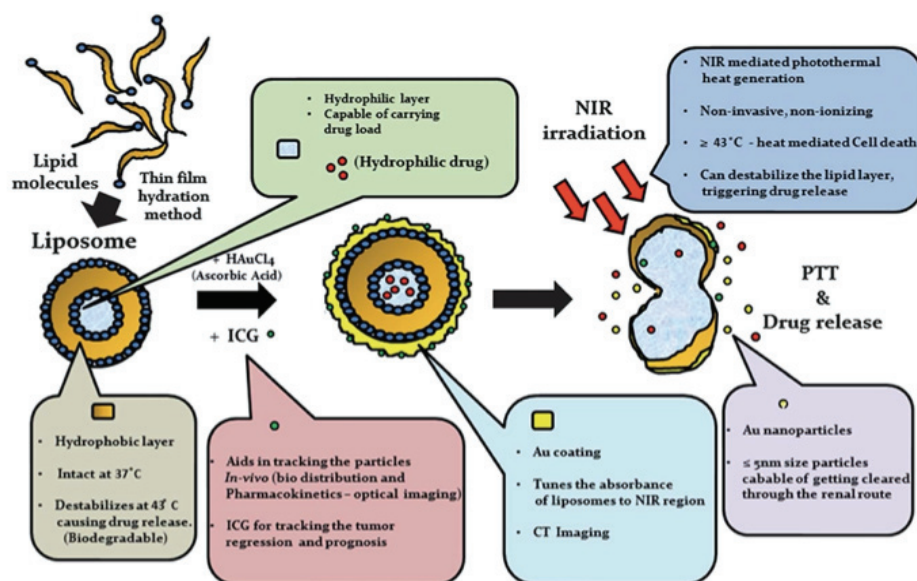 Lipid
molecules
Thin film
hydration
method
Liposome
• Hydrophilic layer
• Capable of carrying
drug load
(Hydrophilic drug)
+ HAuCl4
(Ascorbic Acid)
+ ICG
NIR
irradiation
• NIR mediated photothermal
heat generation
• Non-invasive, non-ionizing
• ≥ 43°C - heat mediated Cell death
• Can destabilize the lipid layer,
triggering drug release
PTT
&
Drug release
• Hydrophobic layer
• Intact at 37°C
• Destabilizes at 43°C
causing drug release.
(Biodegradable)
• Aids in tracking the particles
In-vivo (bio distribution and
Pharmacokinetics – optical imaging)
• ICG for tracking the tumor
regression and prognosis
• Au coating
• Tunes the absorbance
of liposomes to NIR region
• CT Imaging
• Au nanoparticles
• ≤ 5nm size particles
cabable of getting cleared
through the renal route